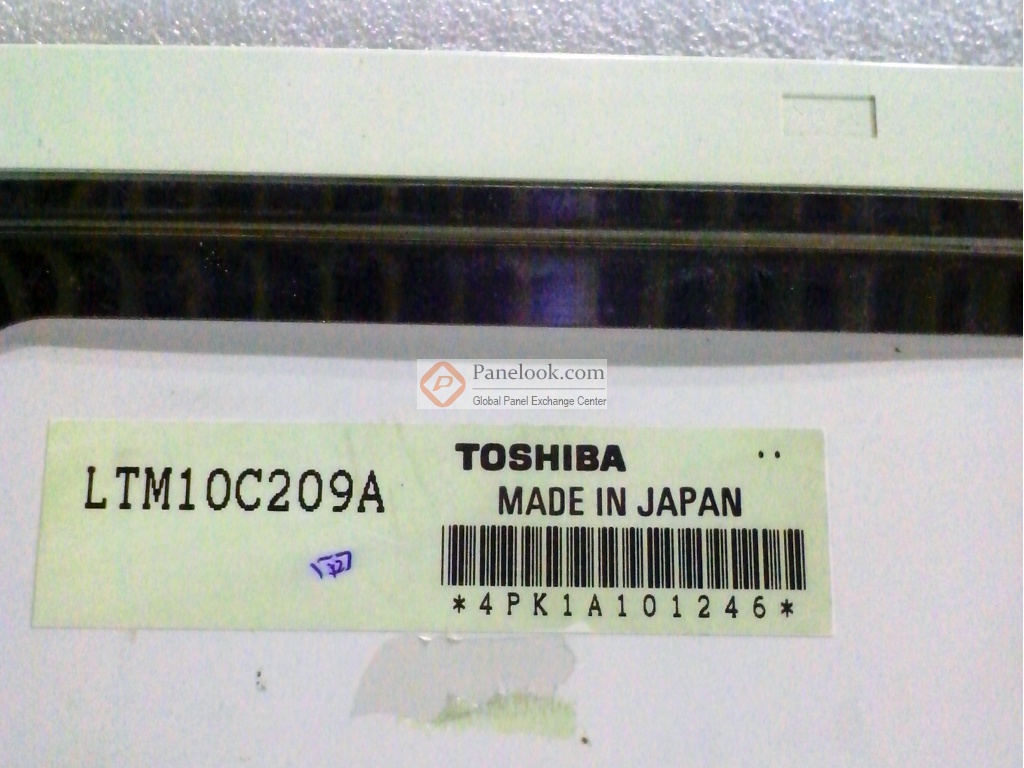 Panelook.com
Global Panel Exchange Center
TOSHIBA
LTM10C209A
MADE IN JAPAN
*4PK1A101246*